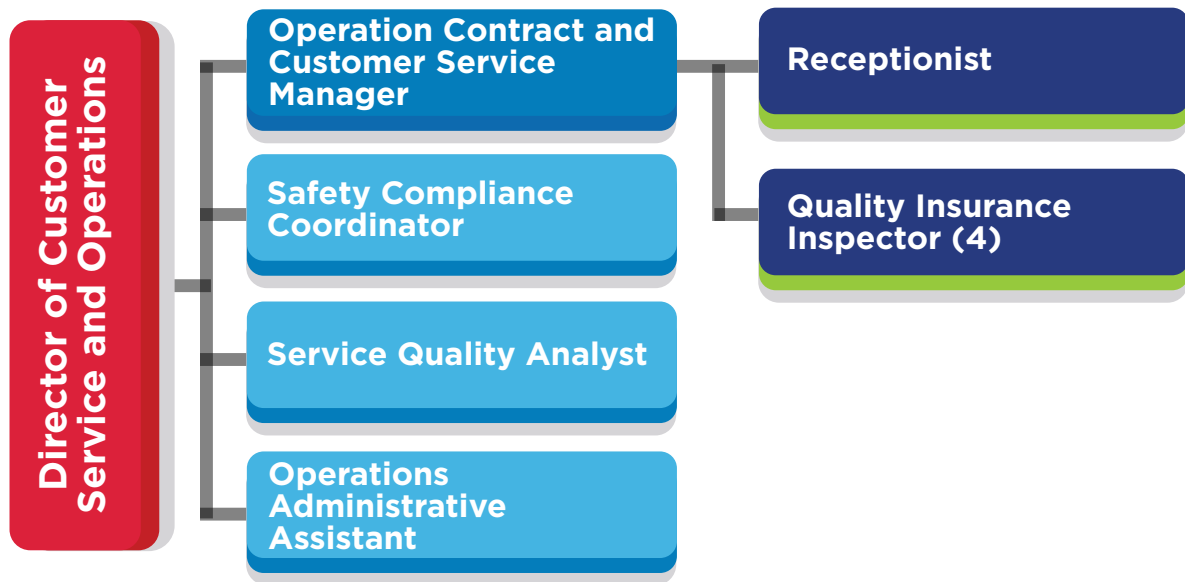 Director of Customer
Service and Operations
Operation Contract and
Customer Service
Manager
Safety Compliance
Coordinator
Service Quality Analyst
Operations
Administrative
Assistant
Receptionist
Quality Insurance
Inspector (4)